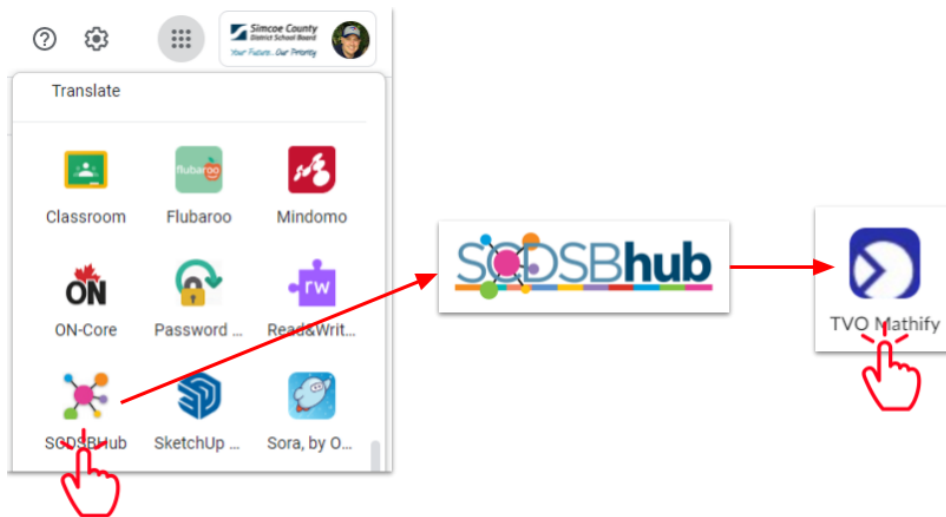 Simcoe County
District School Board
Your Future. Our Priority
Translate
Classroom
flubaroo
Flubaroo
Mindomo
ON
ON-Core
Password ...
rw
Read&Writ...
SCDSBHub
SketchUp ...
Sora, by O...
SCDSBhub
TVO Mathify